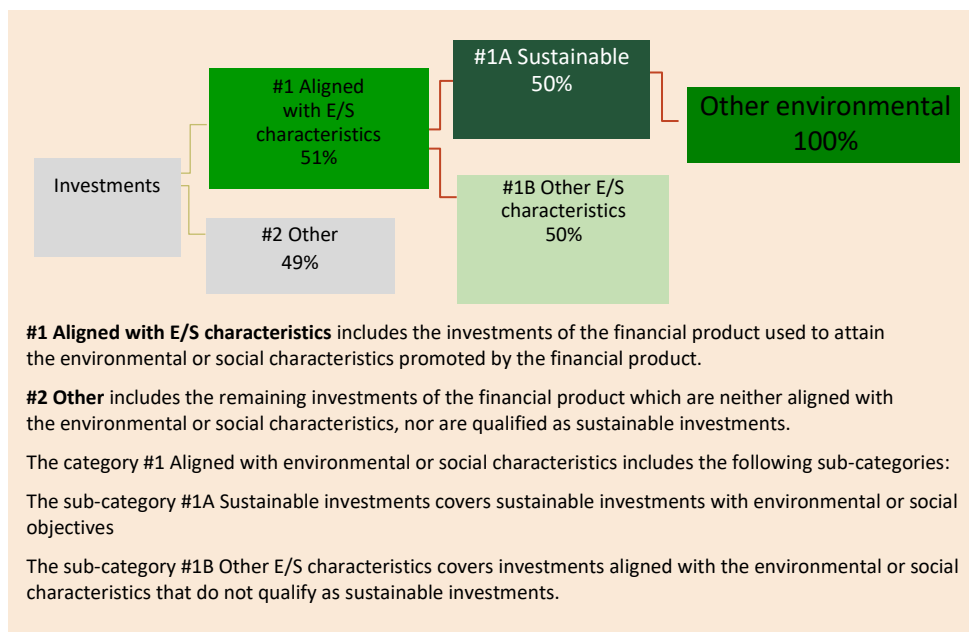 #1A Sustainable
50%
#1 Aligned
with E/S
characteristics
51%
Other environmental
100%
Investments
#1B Other E/S
characteristics
50%
#2 Other
49%
#1 Aligned with E/S characteristics includes the investments of the financial product used to attain
the environmental or social characteristics promoted by the financial product.
#2 Other includes the remaining investments of the financial product which are neither aligned with
the environmental or social characteristics, nor are qualified as sustainable investments.
The category #1 Aligned with environmental or social characteristics includes the following sub-categories:
The sub-category #1A Sustainable investments covers sustainable investments with environmental or social
objectives
The sub-category #1B Other E/S characteristics covers investments aligned with the environmental or social
characteristics that do not qualify as sustainable investments.